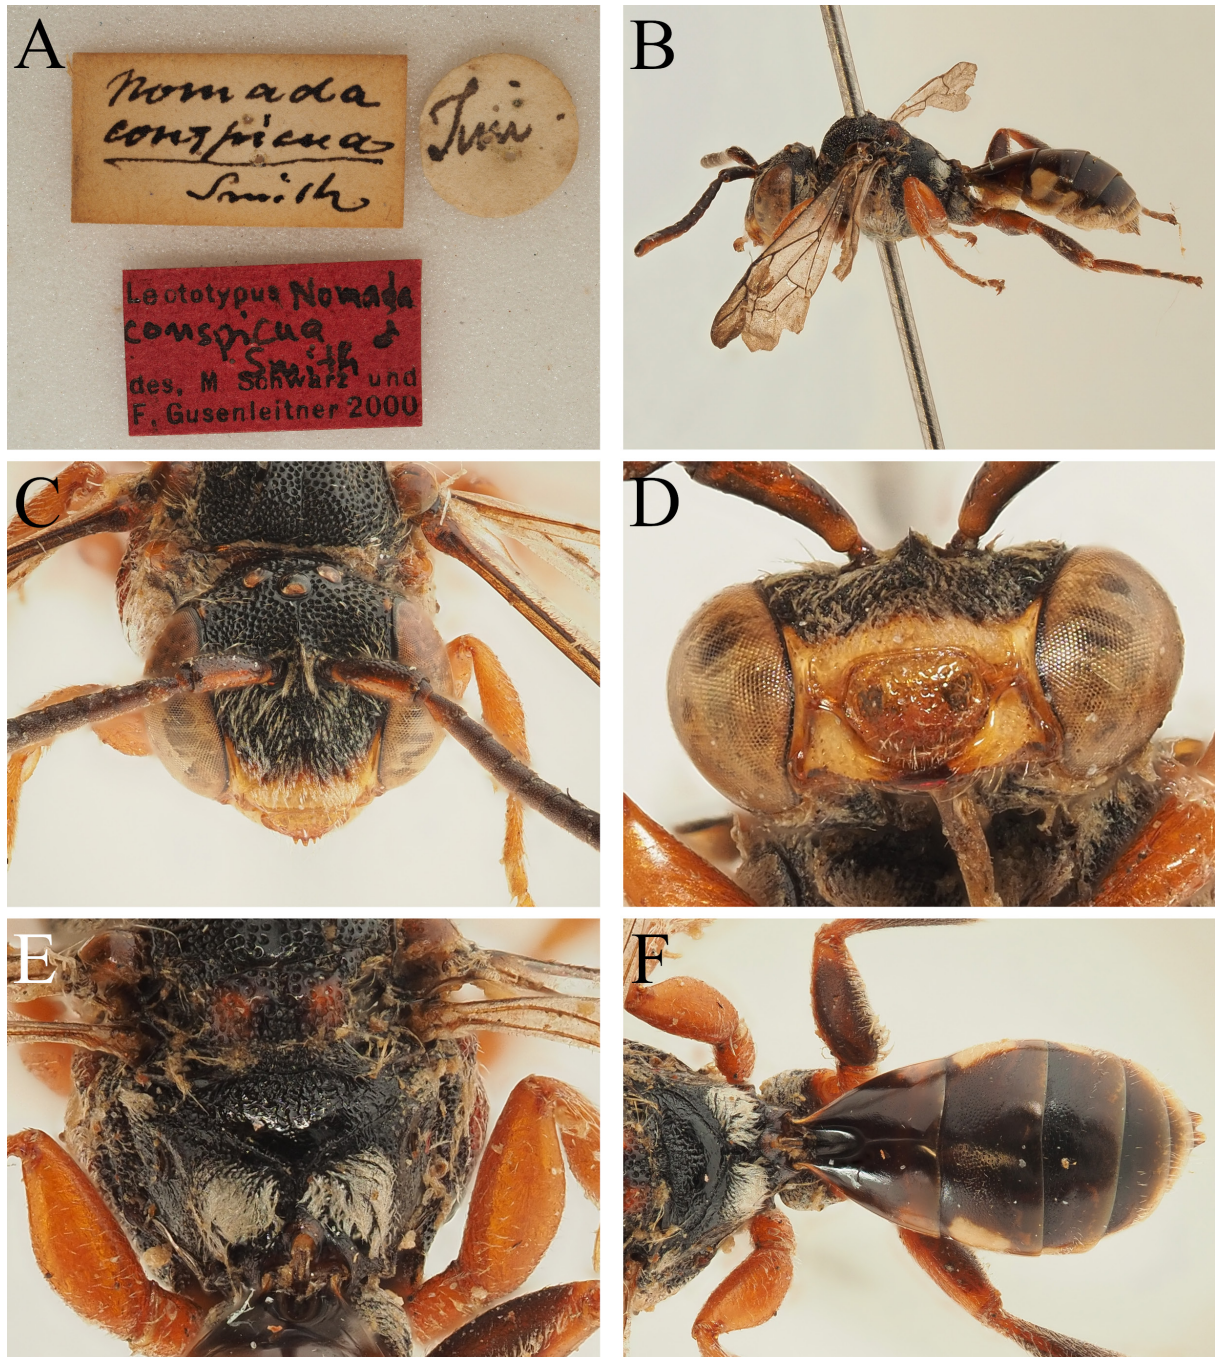 A
Nomada
conspicua
Smith
Lectotypus Nomada
conspicua ♂
Smith
des. M Schwarz und
F. Gusenleitner 2000
B
C
D
E
F